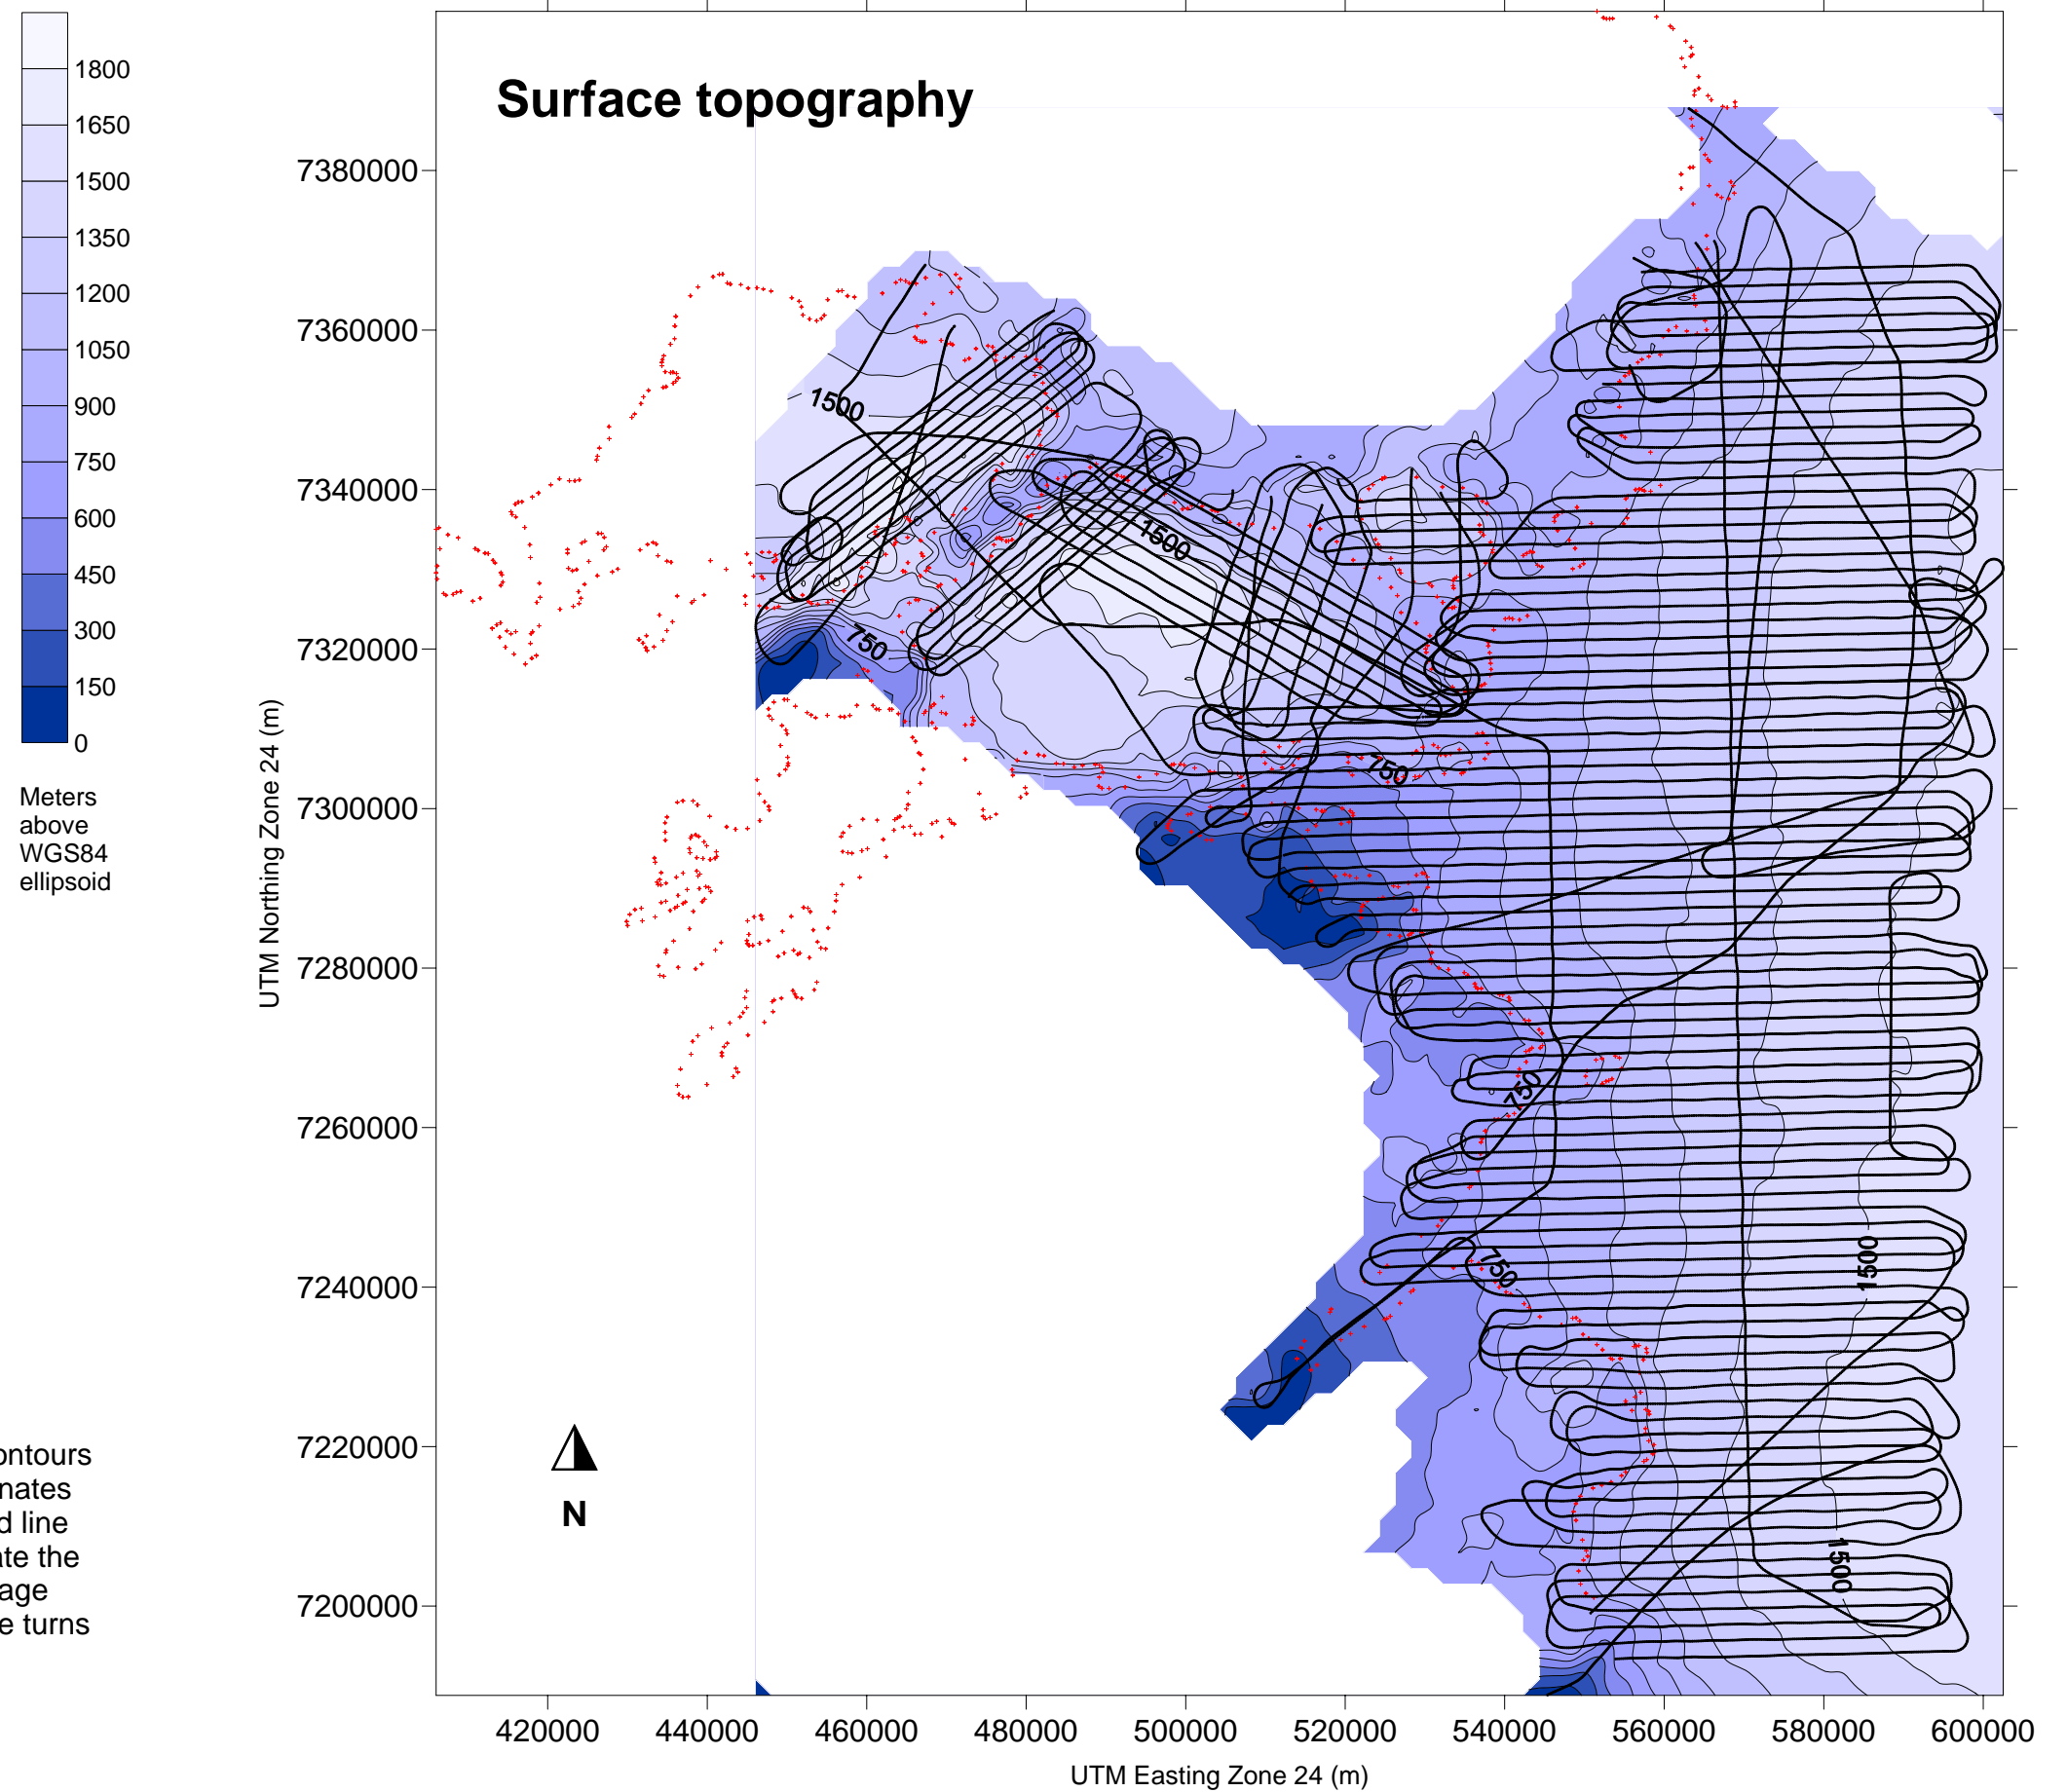 Surface topography
1800
1650
1500
1350
1200
1050
900
750
600
450
300
150
0
Meters
above
WGS84
ellipsoid
UTM Northing Zone 24 (m)
7380000
7360000
7340000
7320000
7300000
7280000
7260000
7240000
7220000
7200000
1500
1500
750
750
750
750
1500
1500
N
420000
440000
460000
480000
500000
520000
540000
560000
580000
600000
UTM Easting Zone 24 (m)
ontours
nates
d line
ate the
age
e turns